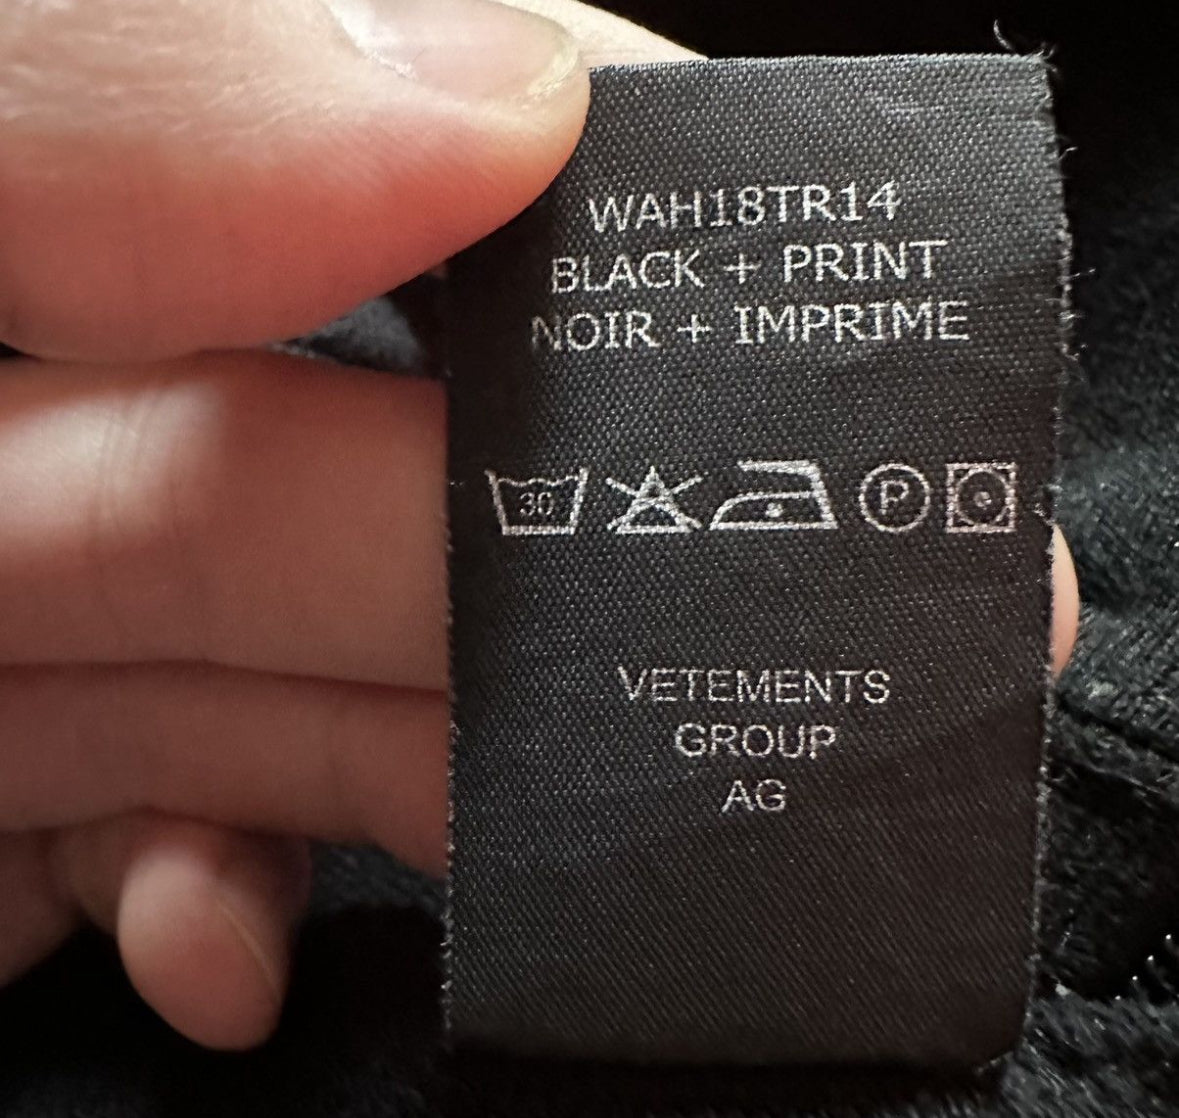 WAH18TR14
BLACK + PRINT
NOIR + IMPRIME
30 P
VETEMENTS
GROUP
AG